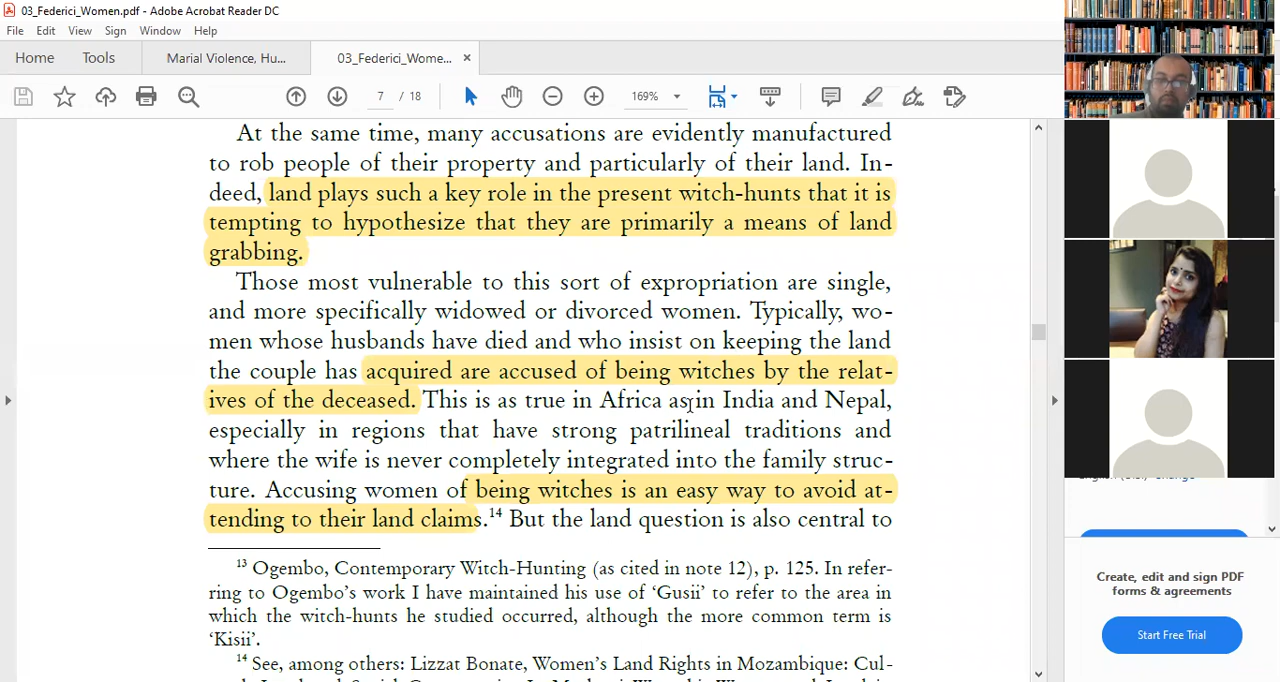 03_Federici_Women.pdf - Adobe Acrobat Reader DC
File Edit View Sign Window Help
Home Tools Marial Violence, Hu... 03_Federici_Wome... ×
7 / 18 169%
At the same time, many accusations are evidently manufactured
to rob people of their property and particularly of their land. In-
deed, land plays such a key role in the present witch-hunts that it is
tempting to hypothesize that they are primarily a means of land
grabbing.
Those most vulnerable to this sort of expropriation are single,
and more specifically widowed or divorced women. Typically, wo-
men whose husbands have died and who insist on keeping the land
the couple has acquired are accused of being witches by the relat-
ives of the deceased. This is as true in Africa as in India and Nepal,
especially in regions that have strong patrilineal traditions and
where the wife is never completely integrated into the family struc-
ture. Accusing women of being witches is an easy way to avoid at-
tending to their land claims.14 But the land question is also central to
13 Ogembo, Contemporary Witch-Hunting (as cited in note 12), p. 125. In refer-
ring to Ogembo's work I have maintained his use of 'Gusii' to refer to the area in
which the witch-hunts he studied occurred, although the more common term is
'Kisii'.
14 See, among others: Lizzat Bonate, Women's Land Rights in Mozambique: Cul-
Create, edit and sign PDF
forms & agreements
Start Free Trial